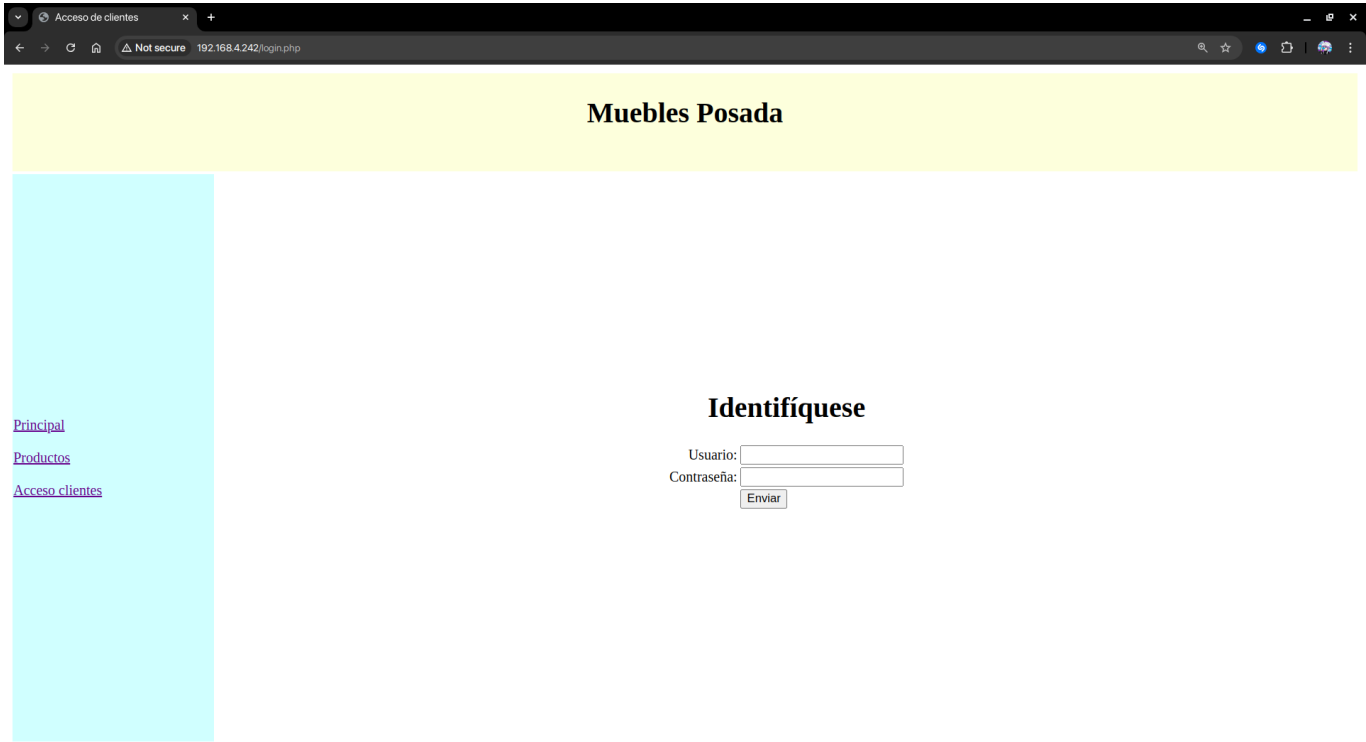 Acceso de clientes
Not secure 192.168.4.242/login.php
Muebles Posada
Principal
Productos
Acceso clientes
Identifíquese
Usuario:
Contraseña:
Enviar